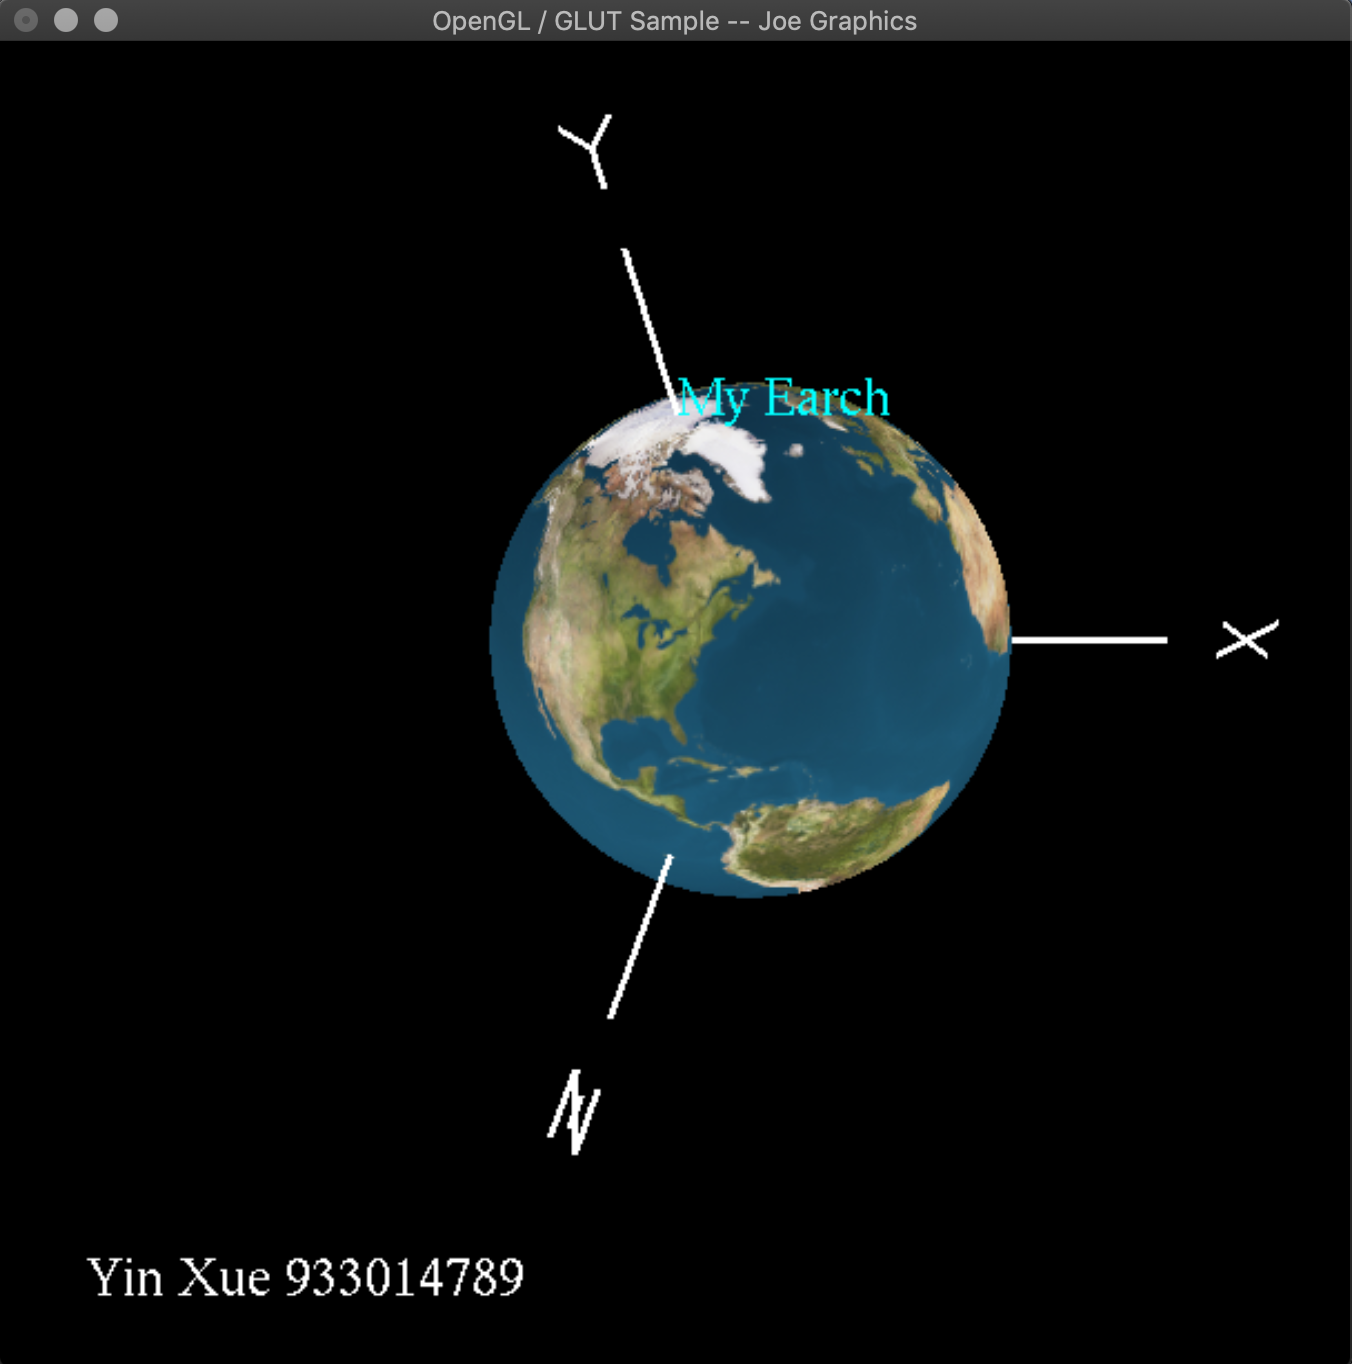 OpenGL / GLUT Sample -- Joe Graphics
Y
My Earch
X
Z
Yin Xue 933014789